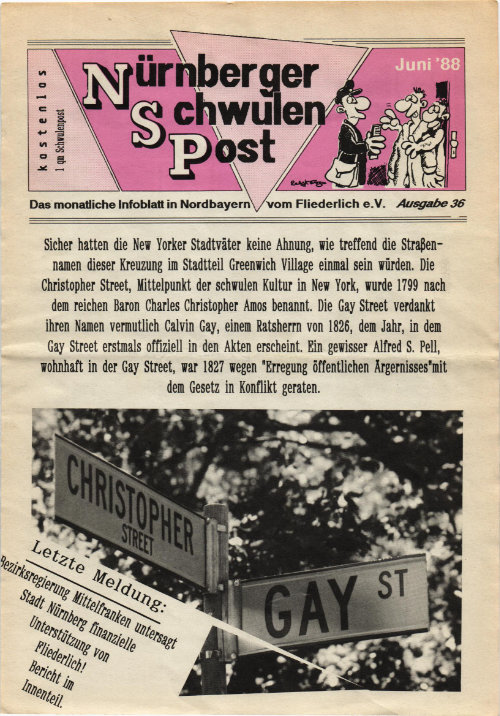 kostenlos
1 qm Schwulenpost
Nürnberger
Schwulen
Post
Juni '88
Das monatliche Infoblatt in Nordbayern vom Fliederlich e.V. Ausgabe 36
Sicher hatten die New Yorker Stadtväter keine Ahnung, wie treffend die Straßen-
namen dieser Kreuzung im Stadtteil Greenwich Village einmal sein würden. Die
Christopher Street, Mittelpunkt der schwulen Kultur in New York, wurde 1799 nach
dem reichen Baron Charles Christopher Amos benannt. Die Gay Street verdankt
ihren Namen vermutlich Calvin Gay, einem Ratsherrn von 1826, dem Jahr, in dem
Gay Street erstmals offiziell in den Akten erscheint. Ein gewisser Alfred S. Pell,
wohnhaft in der Gay Street, war 1827 wegen "Erregung öffentlichen Ärgernisses"mit
dem Gesetz in Konflikt geraten.
CHRISTOPHER
STREET
GAY ST
Letzte Meldung:
Bezirksregierung Mittelfranken untersagt
Stadt Nürnberg finanzielle
Unterstützung von
Fliederlich!
Bericht im
Innenteil.